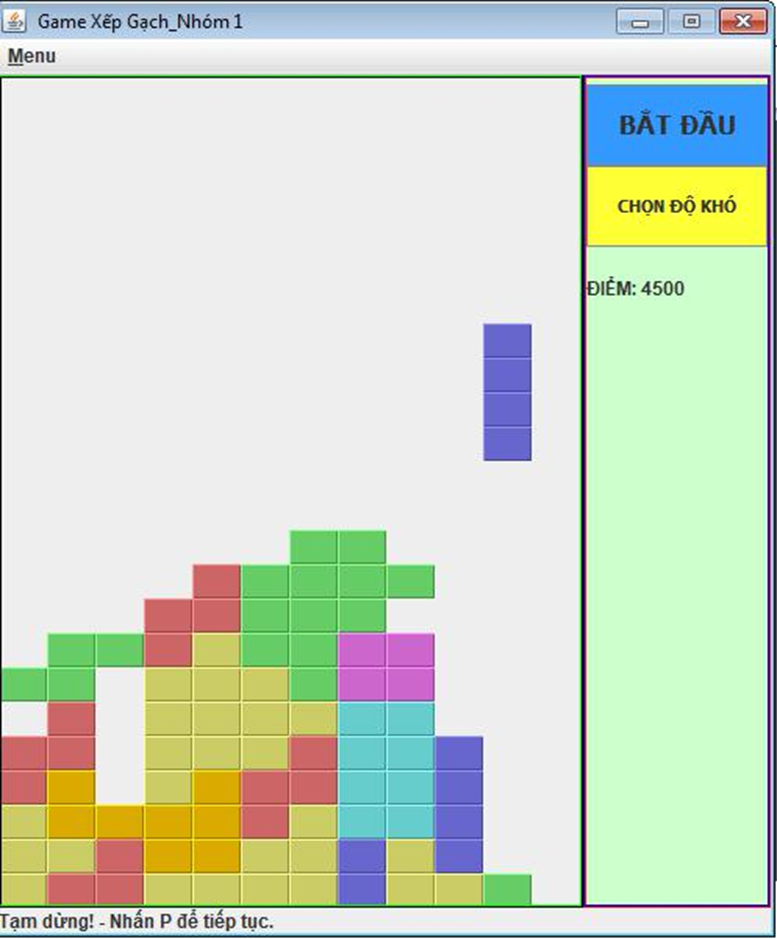 Game Xếp Gạch_Nhóm 1
Menu
BẮT ĐẦU
CHỌN ĐỘ KHÓ
ĐIỂM: 4500
Tạm dừng! - Nhấn P để tiếp tục.